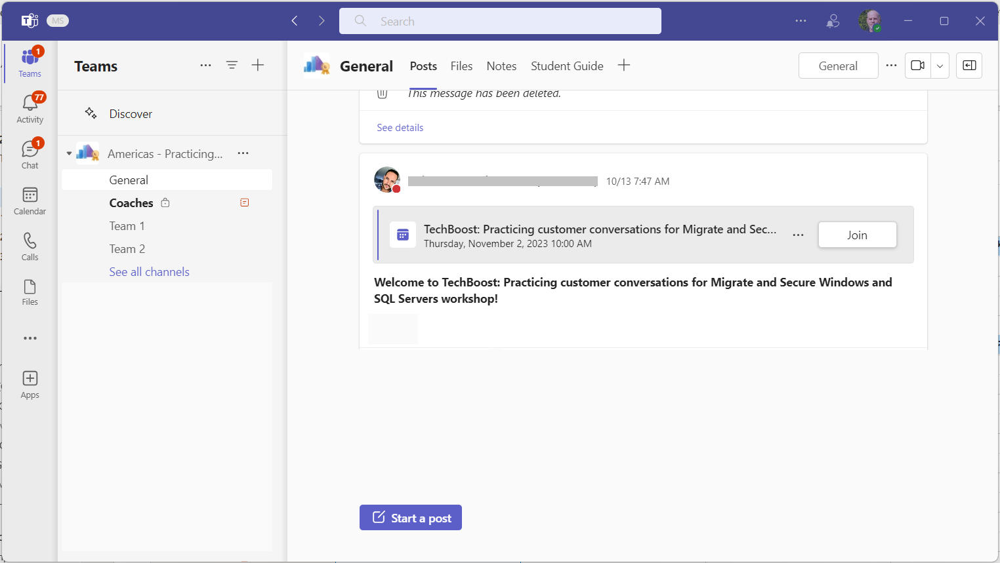 MS
Search
1
Teams
77
Activity
1
Chat
Calendar
Calls
Files
Apps
Teams
Discover
Americas - Practicing...
General
Coaches
Team 1
Team 2
See all channels
General Posts Files Notes Student Guide
General
This message has been deleted.
See details
10/13 7:47 AM
TechBoost: Practicing customer conversations for Migrate and Sec...
Thursday, November 2, 2023 10:00 AM
Join
Welcome to TechBoost: Practicing customer conversations for Migrate and Secure Windows and
SQL Servers workshop!
Start a post